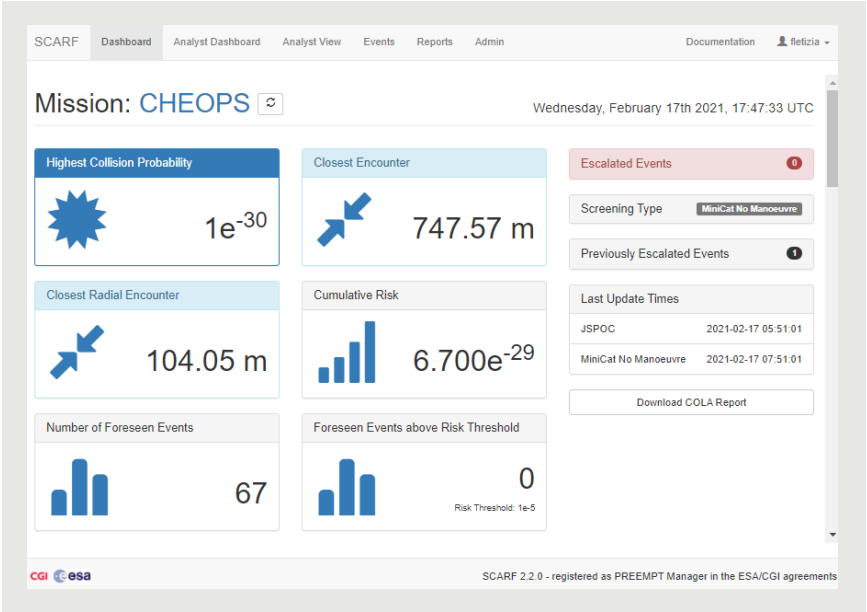 SCARF Dashboard Analyst Dashboard Analyst View Events Reports Admin Documentation fletizia
Mission: CHEOPS
Wednesday, February 17th 2021, 17:47:33 UTC
Highest Collision Probability
1e-30
Closest Encounter
747.57 m
Escalated Events 0
Screening Type MiniCat No Manoeuvre
Previously Escalated Events 1
Closest Radial Encounter
104.05 m
Cumulative Risk
6.700e-29
Last Update Times
JSPOC 2021-02-17 05:51:01
MiniCat No Manoeuvre 2021-02-17 07:51:01
Download COLA Report
Number of Foreseen Events
67
Foreseen Events above Risk Threshold
0
Risk Threshold: 1e-5
CGI esa
SCARF 2.2.0 - registered as PREEMPT Manager in the ESA/CGI agreements